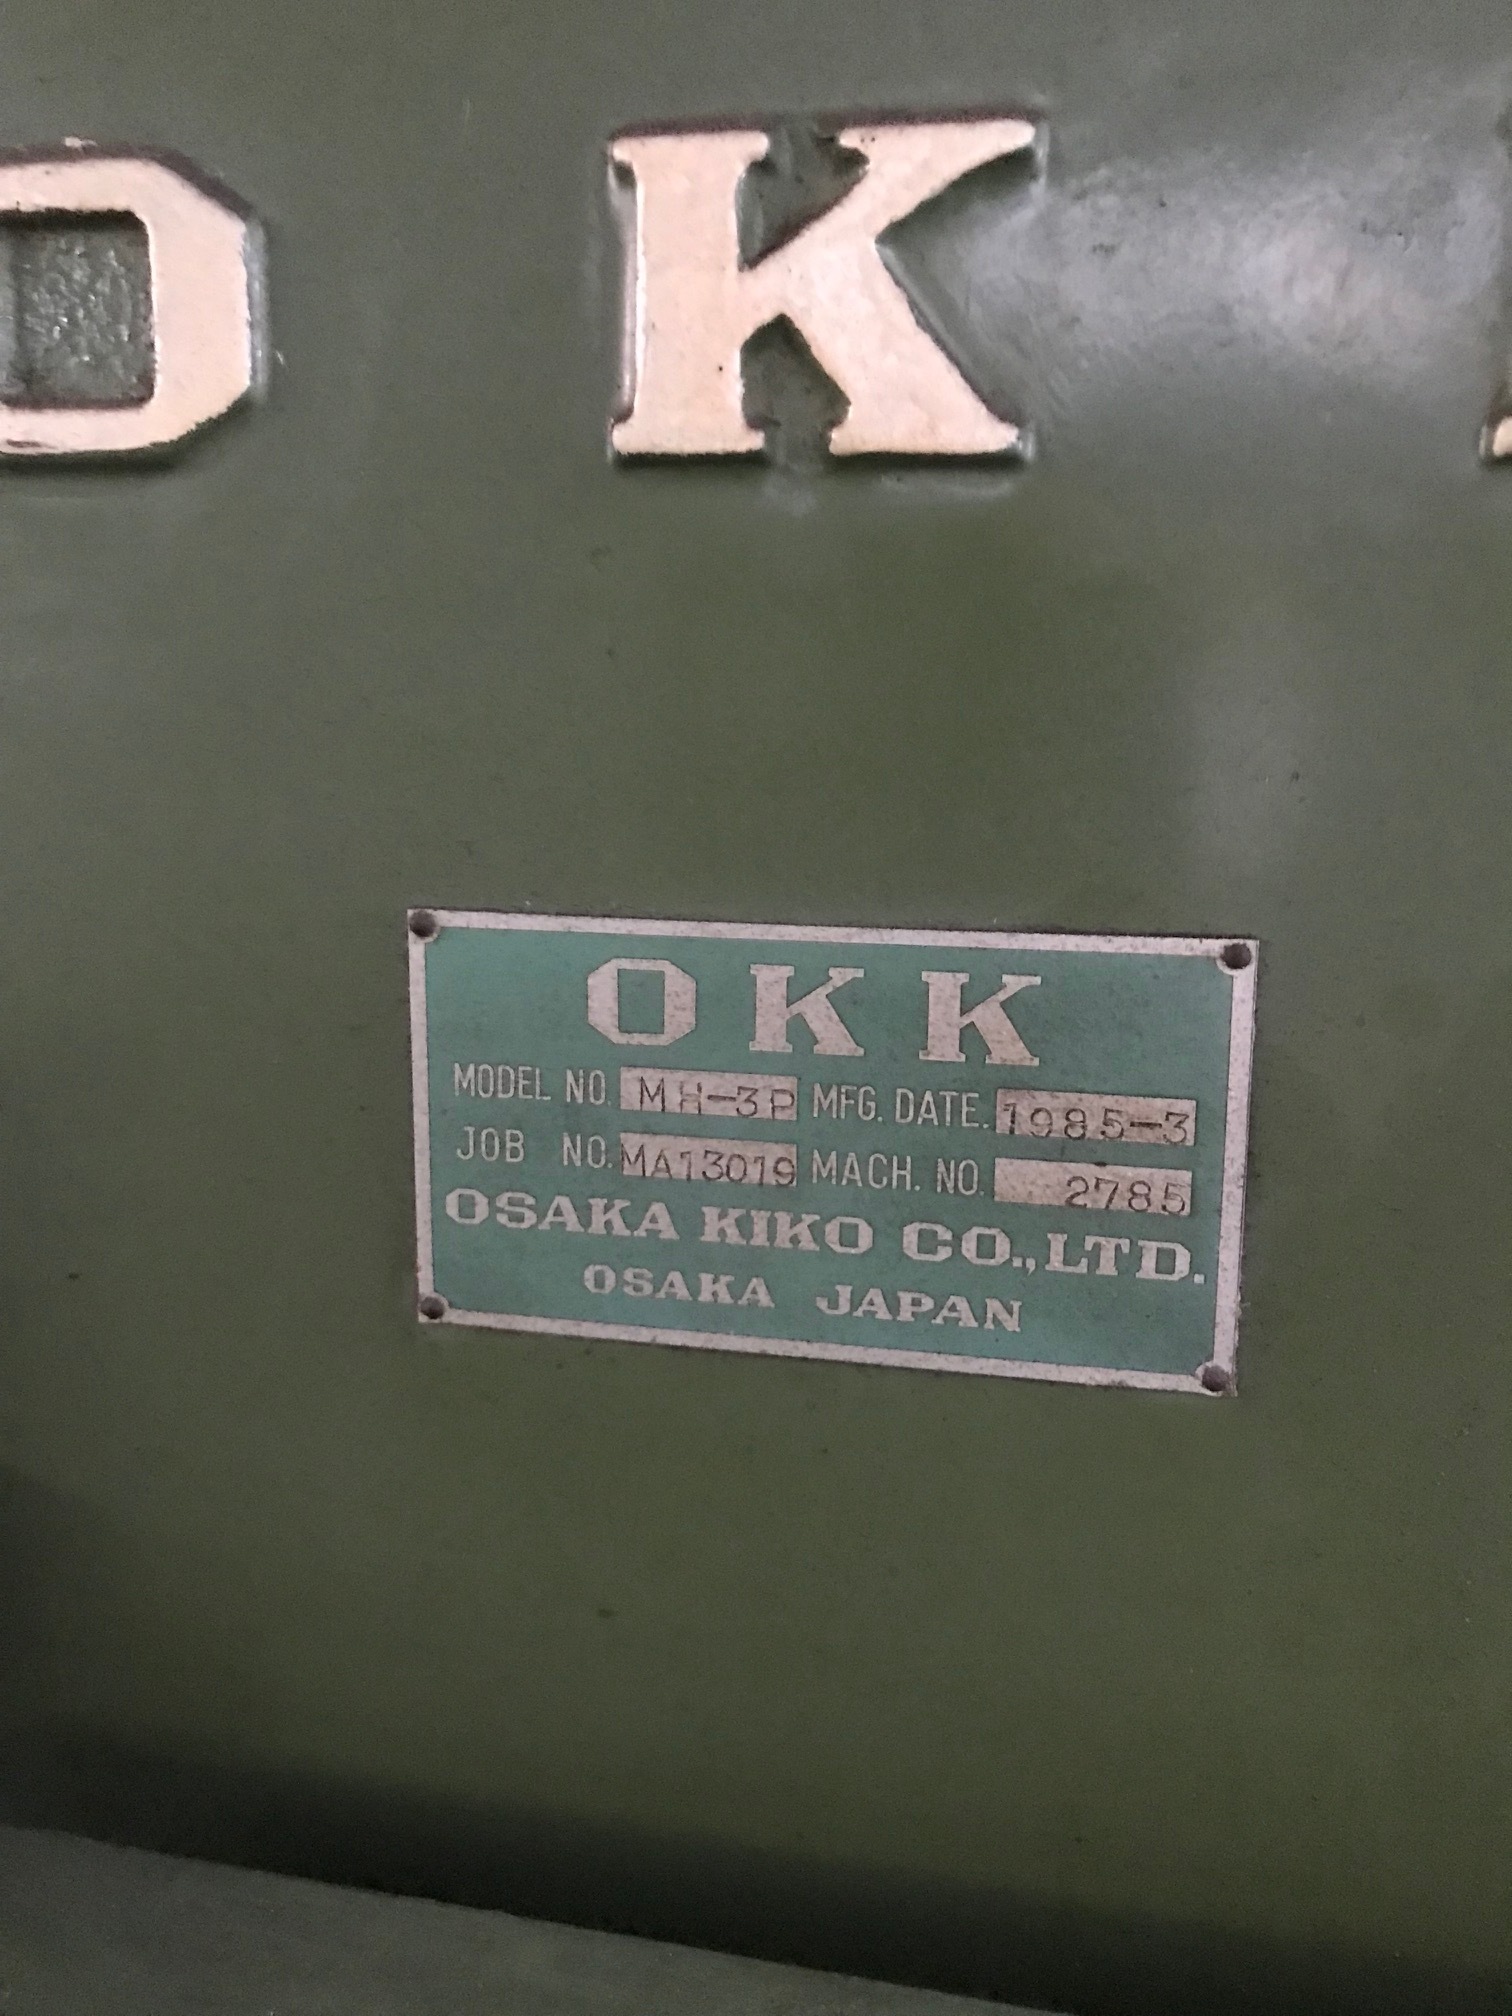 O K K
O K K
MODEL NO. MH-3P MFG. DATE. 1985-3
JOB NO. MA13019 MACH. NO. 2785
OSAKA KIKO CO., LTD.
OSAKA JAPAN